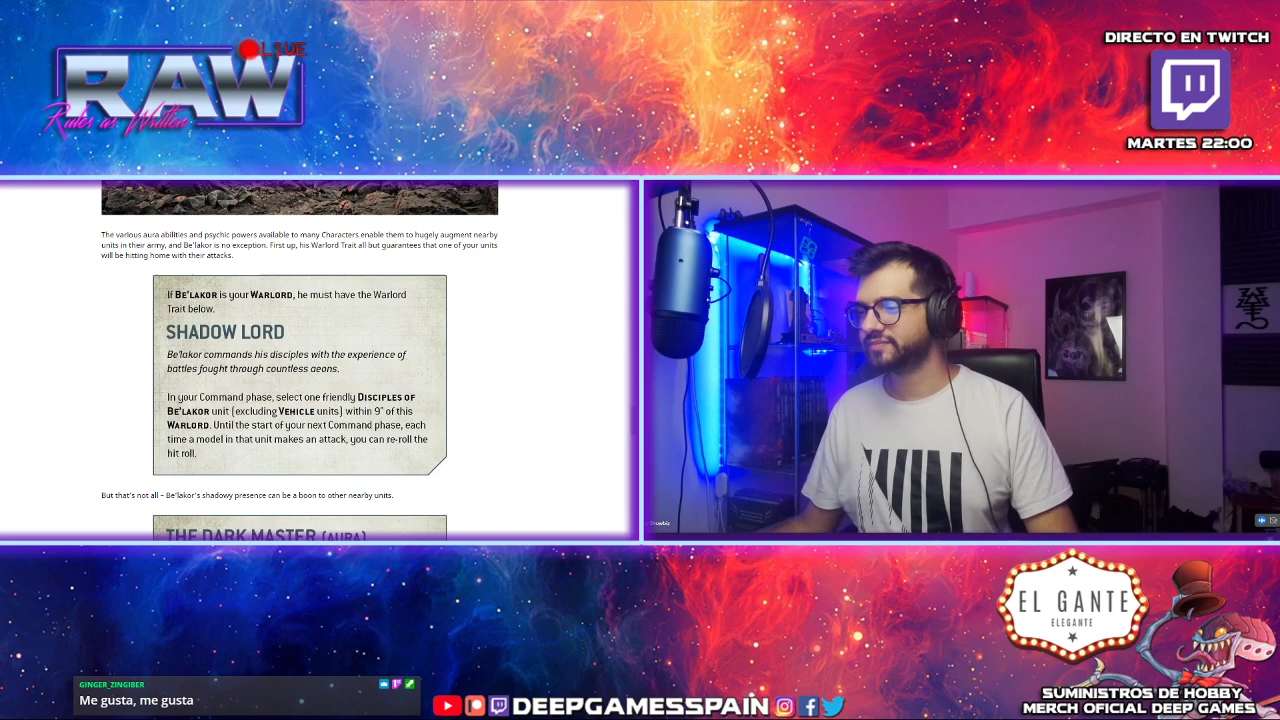 RAW
LIVE
Rules as Written
DIRECTO EN TWITCH
MARTES 22:00
The various aura abilities and psychic powers available to many Characters enable them to hugely augment nearby
units in their army, and Be'lakor is no exception. First up, his Warlord Trait all but guarantees that one of your units
will be hitting home with their attacks.
If BE'LAKOR is your WARLORD, he must have the Warlord
Trait below.
SHADOW LORD
Be'lakor commands his disciples with the experience of
battles fought through countless aeons.
In your Command phase, select one friendly DISCIPLES OF
BE'LAKOR unit (excluding VEHICLE units) within 9" of this
WARLORD. Until the start of your next Command phase, each
time a model in that unit makes an attack, you can re-roll the
hit roll.
But that's not all – Be'lakor's shadowy presence can be a boon to other nearby units.
THE DARK MASTER (AURA)
Showbiz
EL GANTE
ELEGANTE
GINGER_ZINGIBER
Me gusta, me gusta
DEEPGAMESSPAIN
SUMINISTROS DE HOBBY
MERCH OFICIAL DEEP GAMES